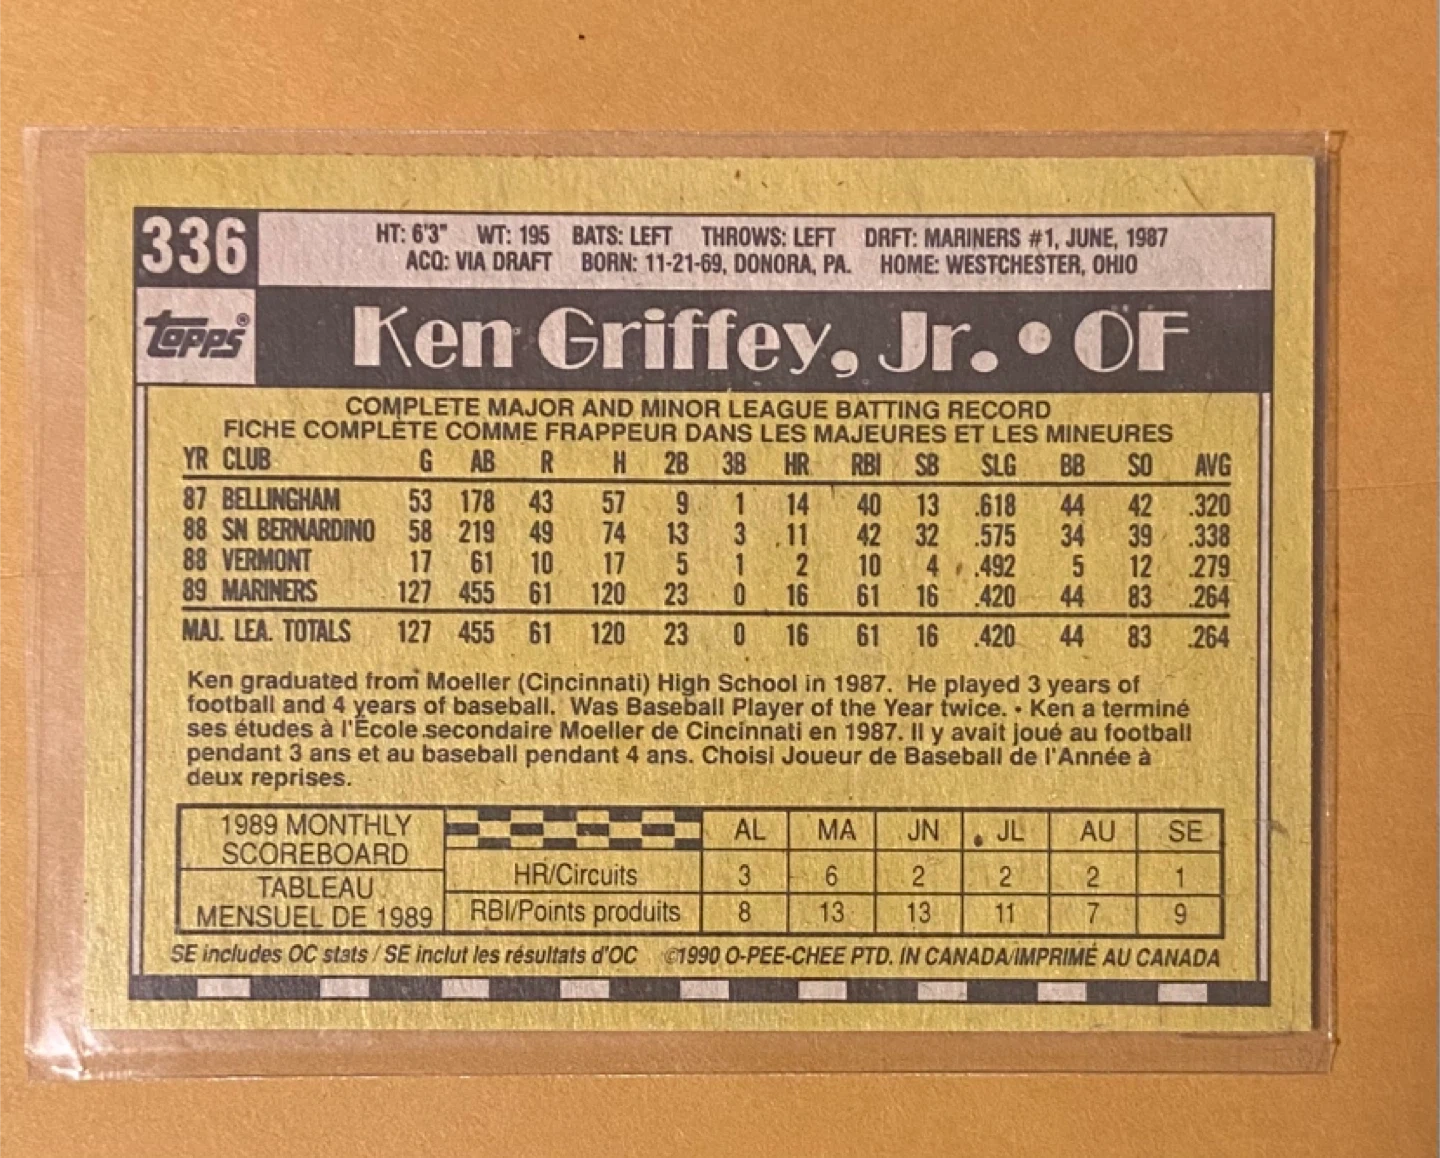 336
HT: 6'3" WT: 195 BATS: LEFT THROWS: LEFT DRFT: MARINERS #1, JUNE, 1987
ACQ: VIA DRAFT BORN: 11-21-69, DONORA, PA. HOME: WESTCHESTER, OHIO
topps®
Ken Griffey, Jr. • OF
COMPLETE MAJOR AND MINOR LEAGUE BATTING RECORD
FICHE COMPLÈTE COMME FRAPPEUR DANS LES MAJEURES ET LES MINEURES
YR CLUB G AB R H 2B 3B HR RBI SB SLG BB SO AVG
87 BELLINGHAM 53 178 43 57 9 1 14 40 13 .618 44 42 .320
88 SN BERNARDINO 58 219 49 74 13 3 11 42 32 .575 34 39 .338
88 VERMONT 17 61 10 17 5 1 2 10 4 .492 5 12 .279
89 MARINERS 127 455 61 120 23 0 16 61 16 .420 44 83 .264
MAJ. LEA. TOTALS 127 455 61 120 23 0 16 61 16 .420 44 83 .264
Ken graduated from Moeller (Cincinnati) High School in 1987. He played 3 years of
football and 4 years of baseball. Was Baseball Player of the Year twice. • Ken a terminé
ses études à l'École secondaire Moeller de Cincinnati en 1987. Il y avait joué au football
pendant 3 ans et au baseball pendant 4 ans. Choisi Joueur de Baseball de l'Année à
deux reprises.
1989 MONTHLY
SCOREBOARD
TABLEAU
MENSUEL DE 1989
AL MA JN JL AU SE
HR/Circuits 3 6 2 2 2 1
RBI/Points produits 8 13 13 11 7 9
SE includes OC stats / SE inclut les résultats d'OC ©1990 O-PEE-CHEE PTD. IN CANADA/IMPRIMÉ AU CANADA